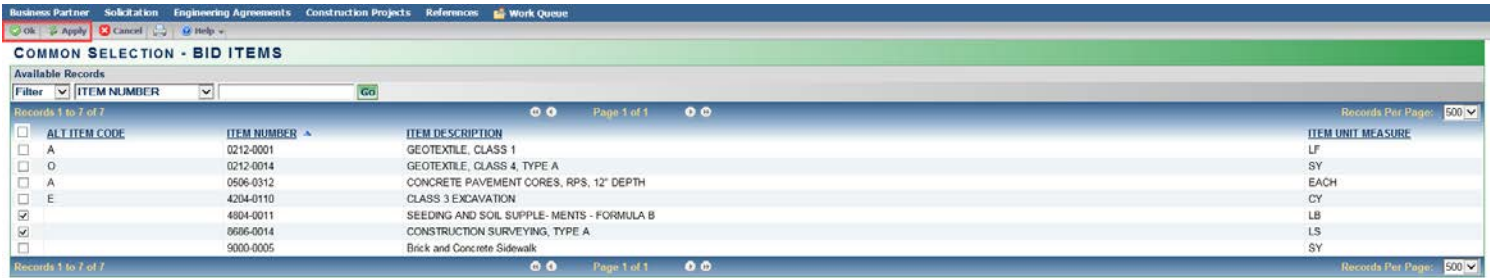 Business Partner Solicitation Engineering Agreements Construction Projects References Work Queue
Ok Apply Cancel Help
COMMON SELECTION - BID ITEMS
Available Records
Filter ITEM NUMBER Go
Records 1 to 7 of 7 Page 1 of 1 Records Per Page: 500
ALT ITEM CODE ITEM NUMBER ITEM DESCRIPTION ITEM UNIT MEASURE
A 0212-0001 GEOTEXTILE, CLASS 1 LF
O 0212-0014 GEOTEXTILE, CLASS 4, TYPE A SY
A 0506-0312 CONCRETE PAVEMENT CORES, RPS, 12" DEPTH EACH
E 4204-0110 CLASS 3 EXCAVATION CY
4804-0011 SEEDING AND SOIL SUPPLE- MENTS - FORMULA B LB
8686-0014 CONSTRUCTION SURVEYING, TYPE A LS
9000-0005 Brick and Concrete Sidewalk SY
Records 1 to 7 of 7 Page 1 of 1 Records Per Page: 500